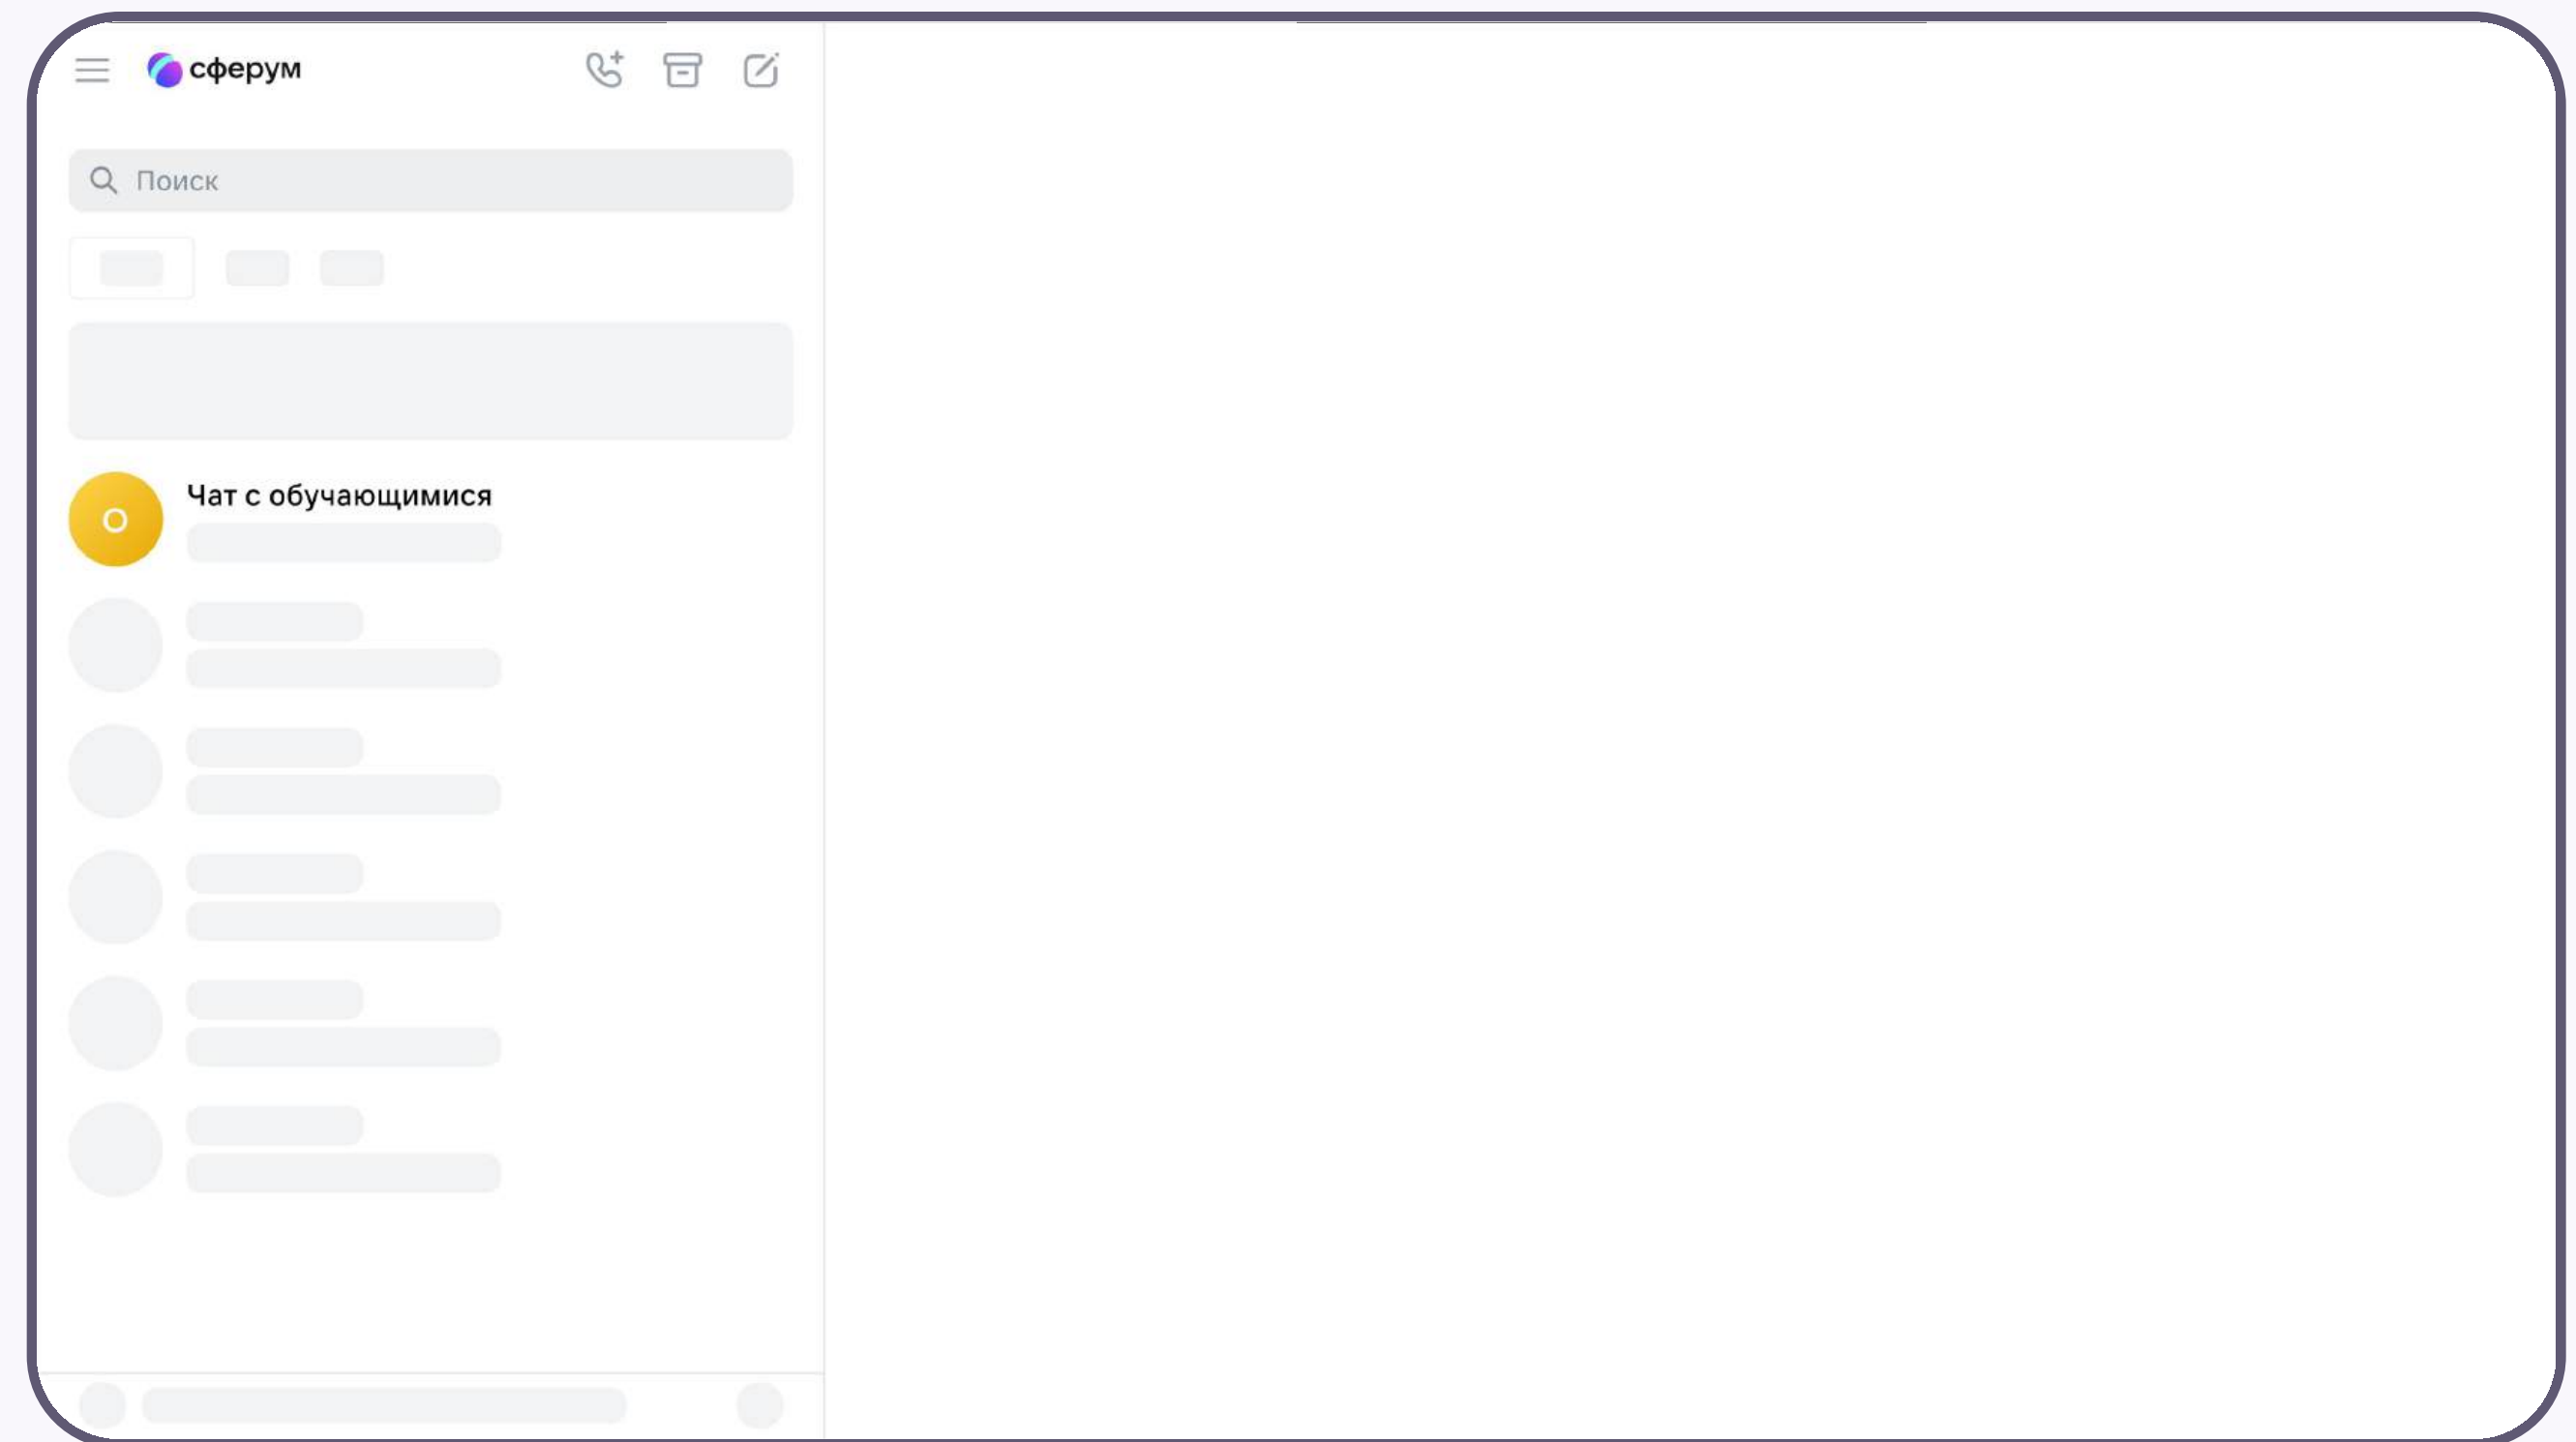 сферум
Поиск
Чат с обучающимися
О